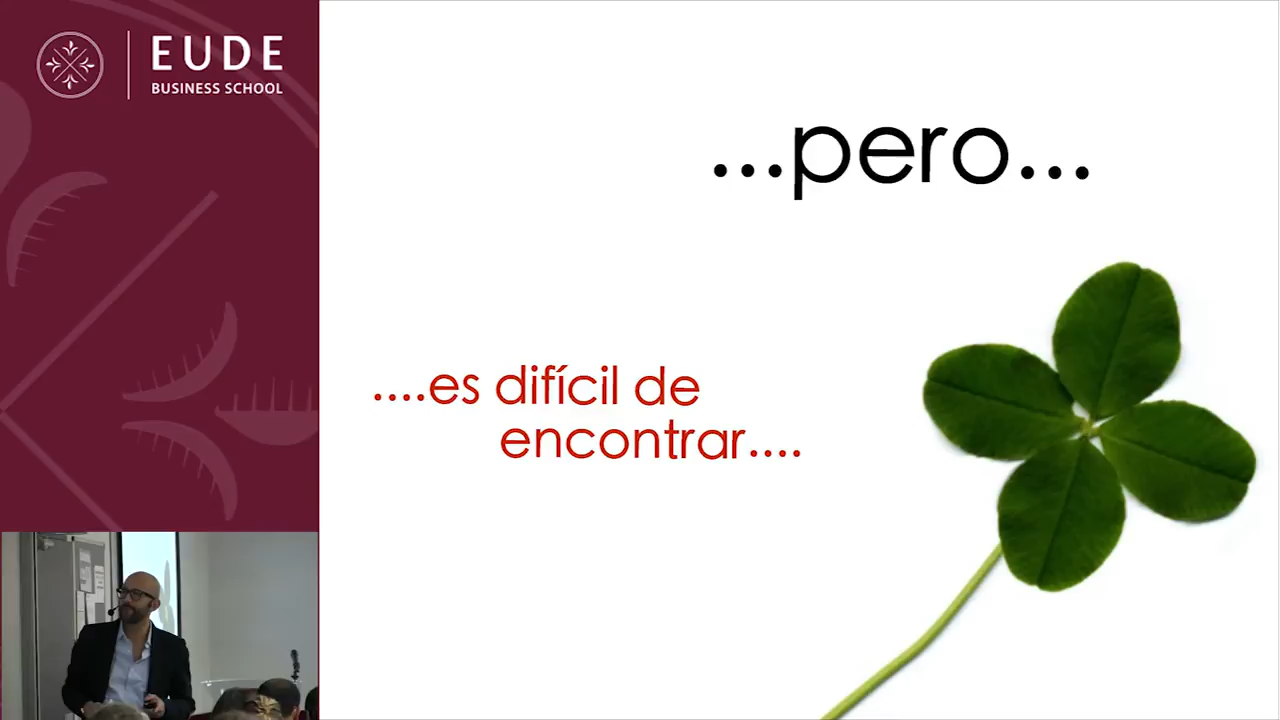 EUDE
BUSINESS SCHOOL
...pero...
....es difícil de
encontrar....